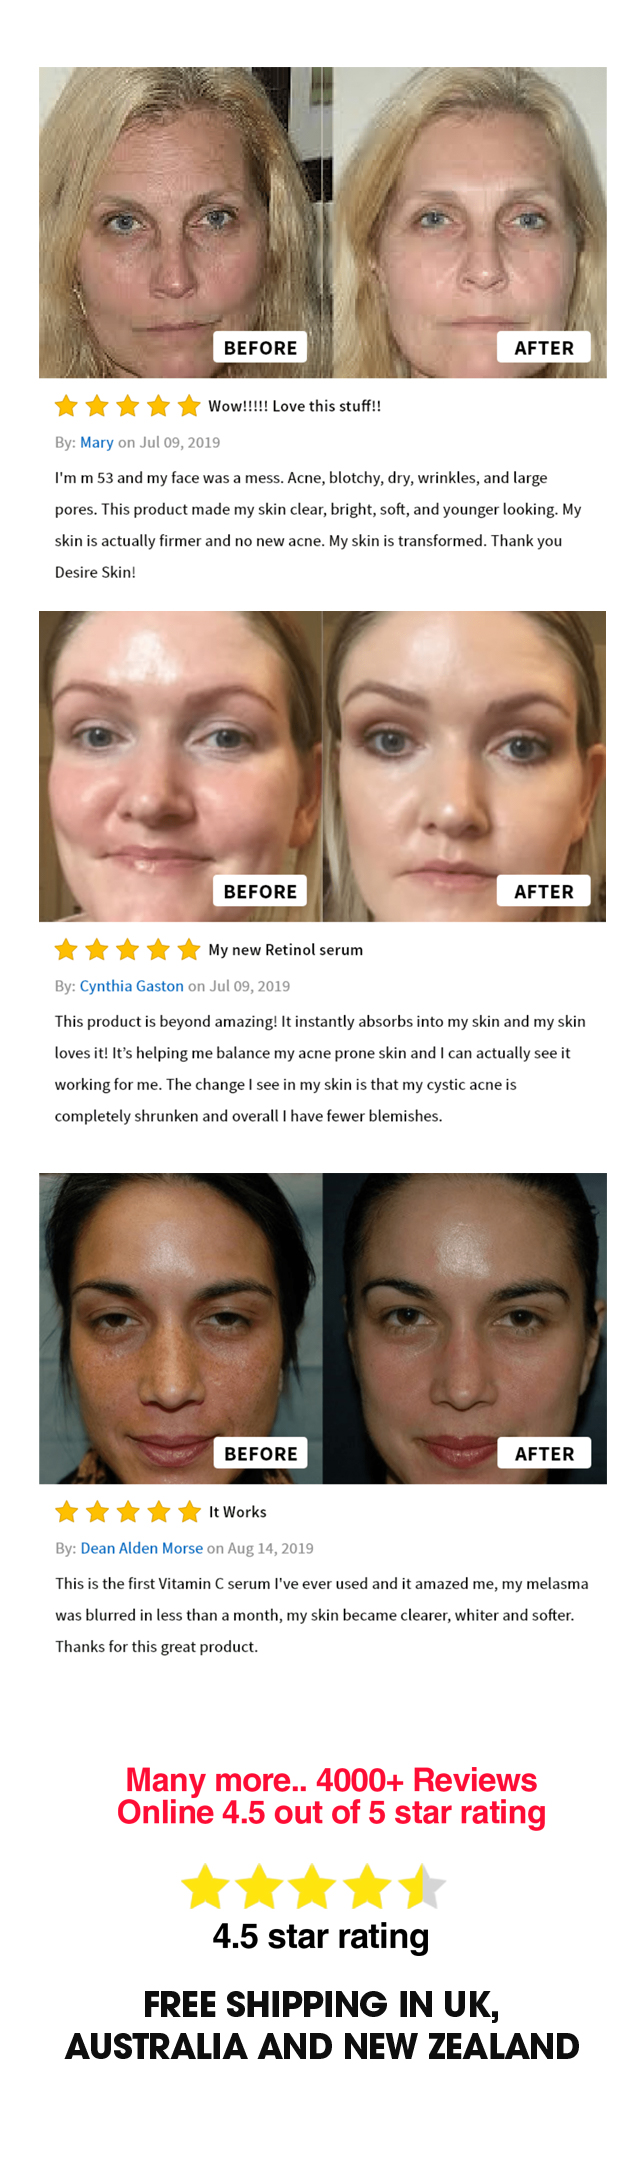 BEFORE
AFTER
Wow!!!!! Love this stuff!!
By: Mary on Jul 09, 2019
I'm m 53 and my face was a mess. Acne, blotchy, dry, wrinkles, and large
pores. This product made my skin clear, bright, soft, and younger looking. My
skin is actually firmer and no new acne. My skin is transformed. Thank you
Desire Skin!
BEFORE
AFTER
My new Retinol serum
By: Cynthia Gaston on Jul 09, 2019
This product is beyond amazing! It instantly absorbs into my skin and my skin
loves it! It’s helping me balance my acne prone skin and I can actually see it
working for me. The change I see in my skin is that my cystic acne is
completely shrunken and overall I have fewer blemishes.
BEFORE
AFTER
It Works
By: Dean Alden Morse on Aug 14, 2019
This is the first Vitamin C serum I've ever used and it amazed me, my melasma
was blurred in less than a month, my skin became clearer, whiter and softer.
Thanks for this great product.
Many more.. 4000+ Reviews
Online 4.5 out of 5 star rating
4.5 star rating
FREE SHIPPING IN UK,
AUSTRALIA AND NEW ZEALAND